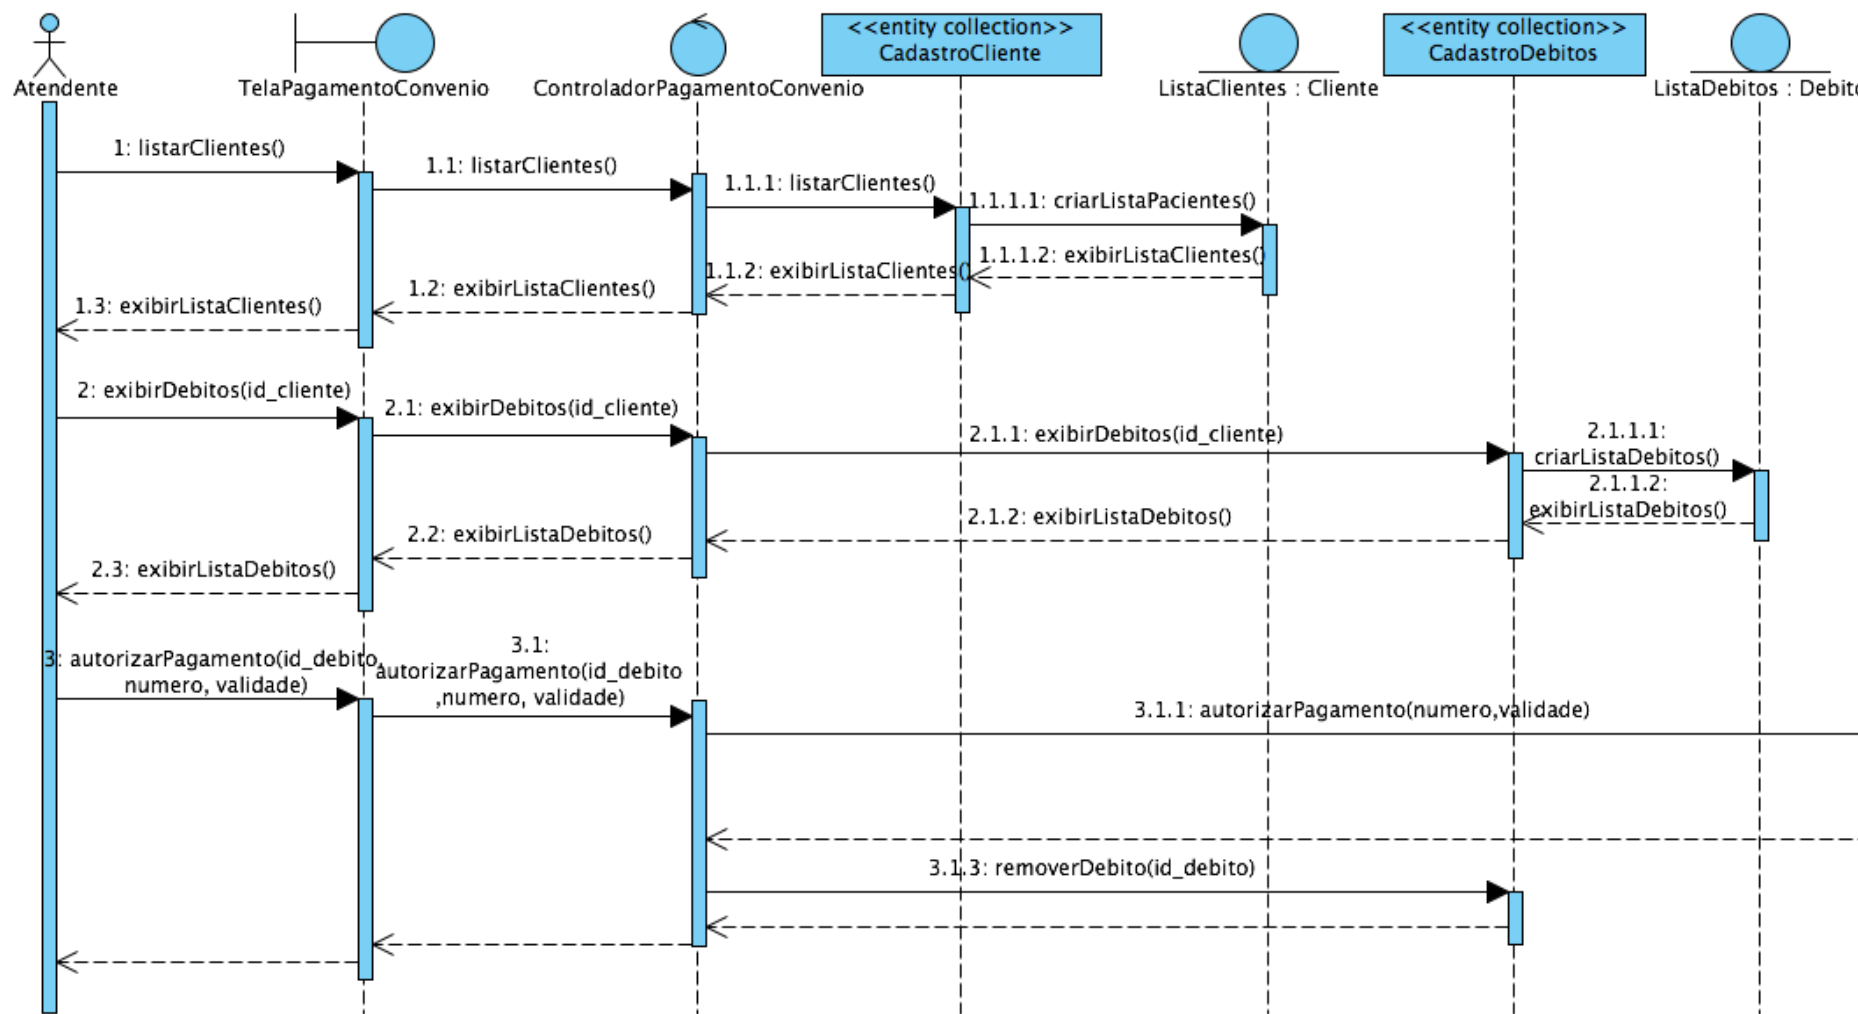 <<entity collection>>
CadastroCliente
<<entity collection>>
CadastroDebitos
Atendente
TelaPagamentoConvenio
ControladorPagamentoConvenio
ListaClientes : Cliente
ListaDebitos : Debito
1: listarClientes()
1.1: listarClientes()
1.1.1: listarClientes()
1.1.1.1: criarListaPacientes()
1.1.1.2: exibirListaClientes()
1.1.2: exibirListaClientes()
1.2: exibirListaClientes()
1.3: exibirListaClientes()
2: exibirDebitos(id_cliente)
2.1: exibirDebitos(id_cliente)
2.1.1: exibirDebitos(id_cliente)
2.1.1.1:
criarListaDebitos()
2.1.1.2:
exibirListaDebitos()
2.1.2: exibirListaDebitos()
2.2: exibirListaDebitos()
2.3: exibirListaDebitos()
3: autorizarPagamento(id_debito,
numero, validade)
3.1:
autorizarPagamento(id_debito
,numero, validade)
3.1.1: autorizarPagamento(numero,validade)
3.1.3: removerDebito(id_debito)